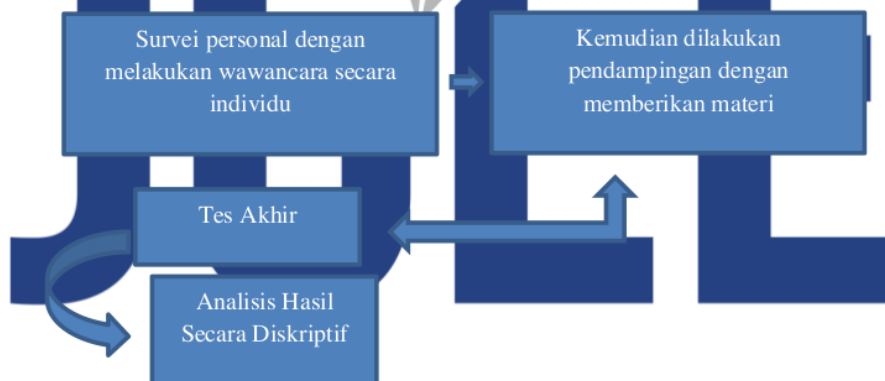 Survei personal dengan
melakukan wawancara secara
individu
Kemudian dilakukan
pendampingan dengan
memberikan materi
Tes Akhir
Analisis Hasil
Secara Diskriptif